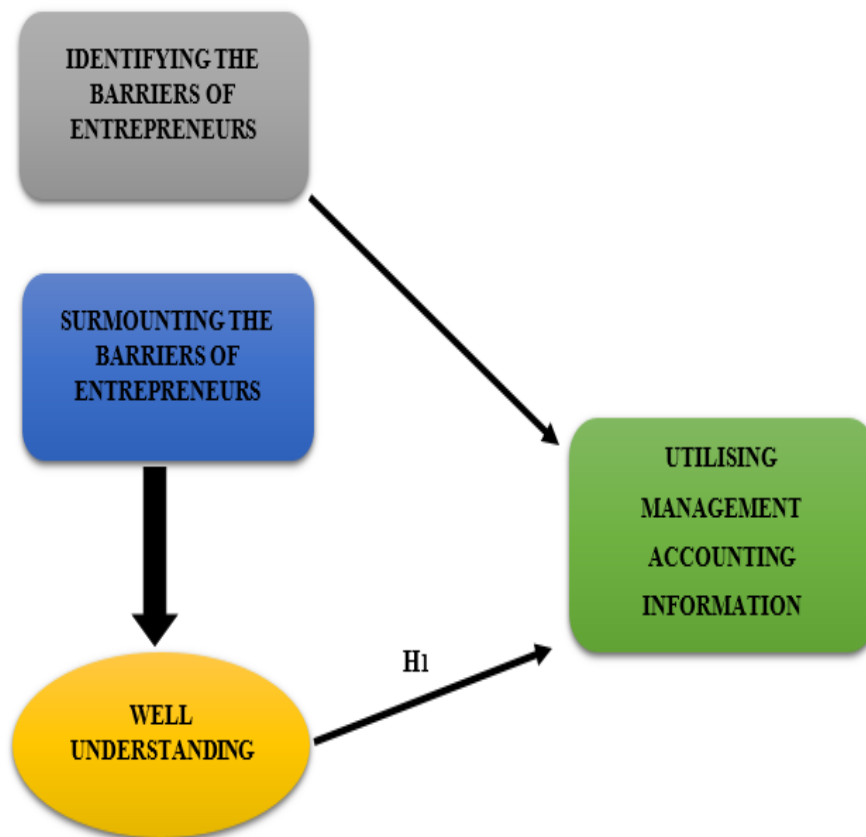 IDENTIFYING THE
BARRIERS OF
ENTREPRENEURS
SURMOUNTING THE
BARRIERS OF
ENTREPRENEURS
UTILISING
MANAGEMENT
ACCOUNTING
INFORMATION
H1
WELL
UNDERSTANDING